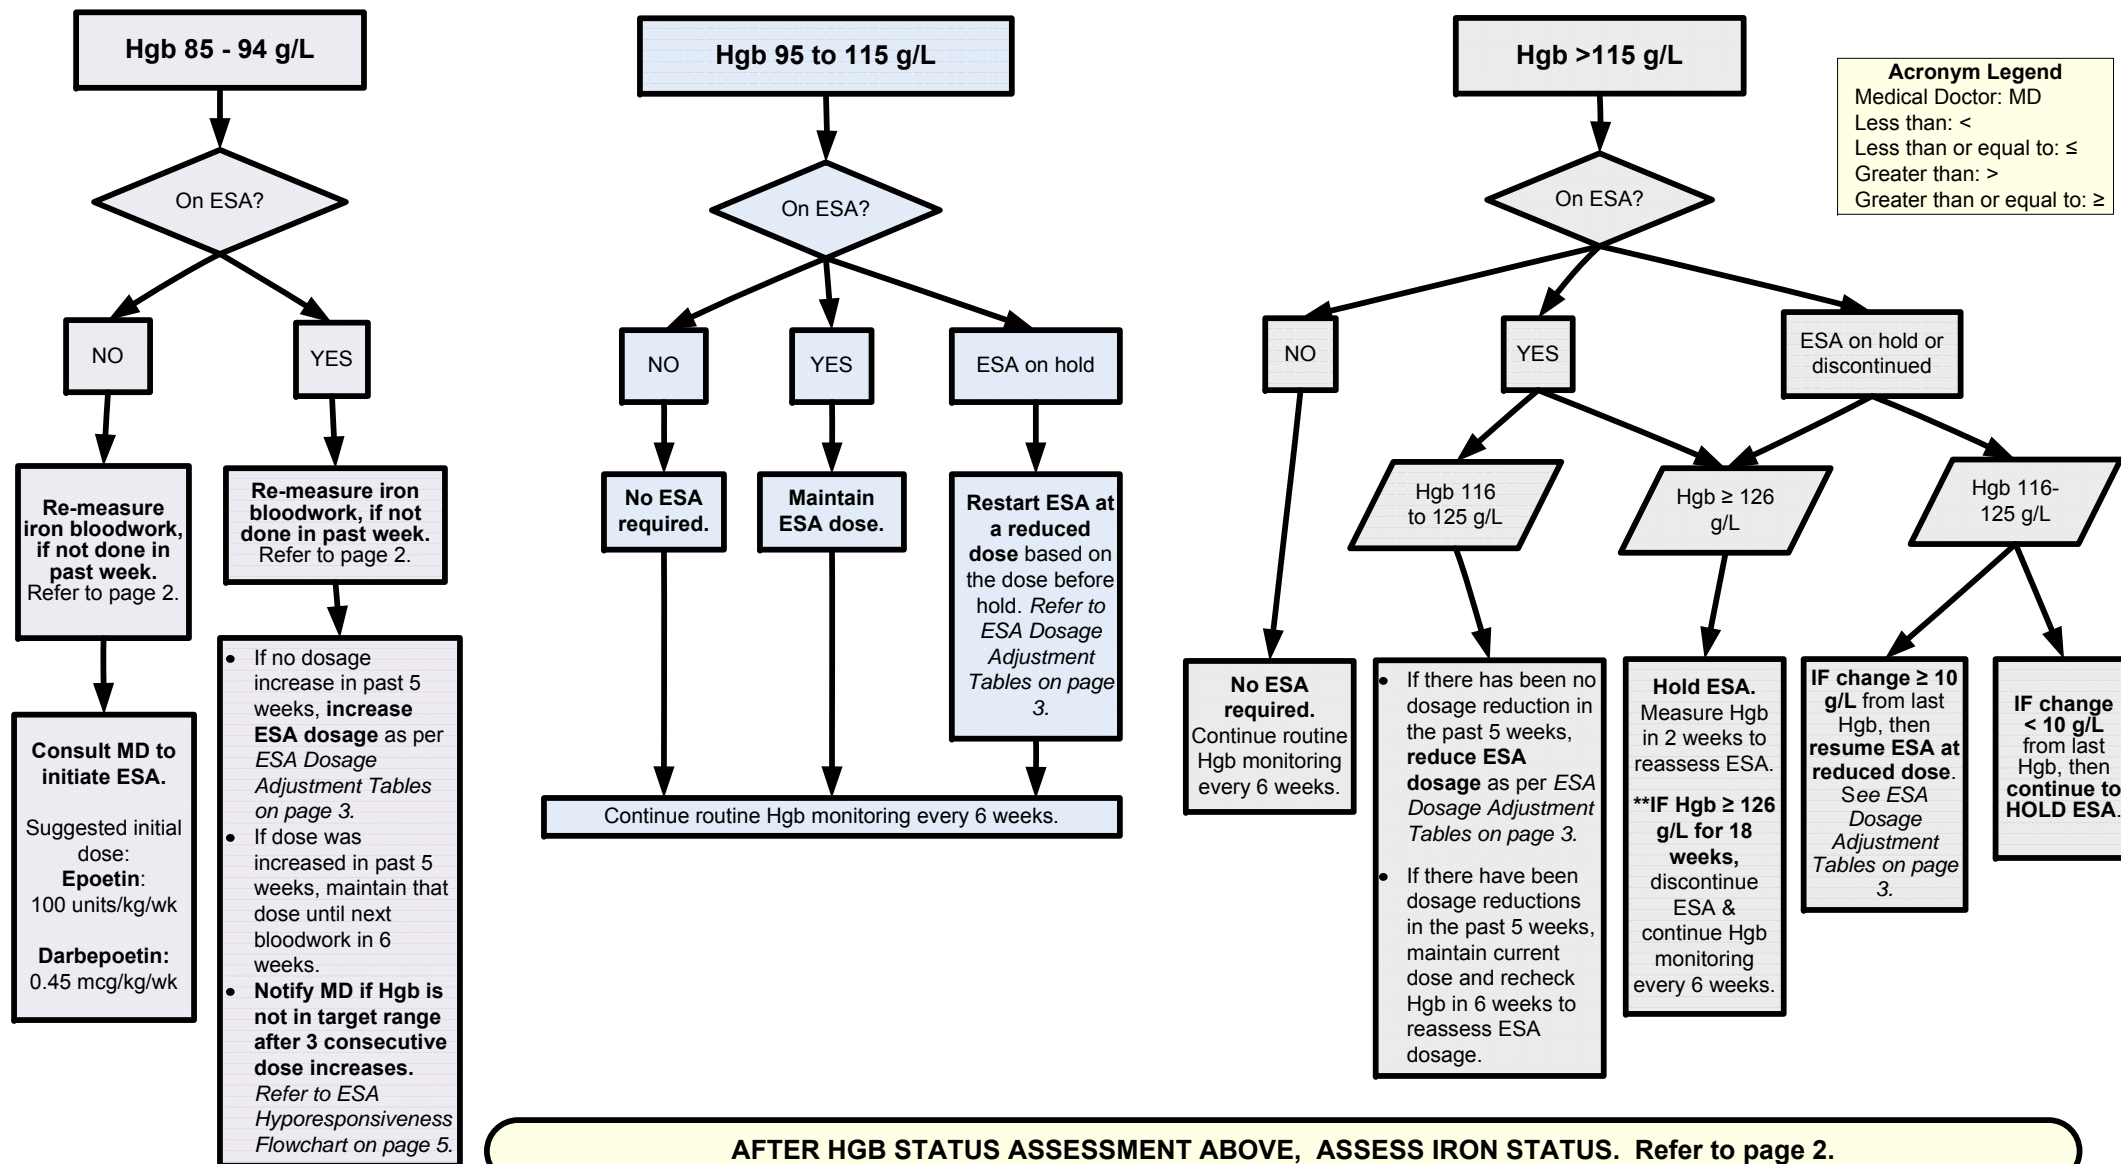 Hgb 85 - 94 g/L
On ESA?
NO
YES
Re-measure
iron bloodwork,
if not done in
past week.
Refer to page 2.
Consult MD to
initiate ESA.
Suggested initial
dose:
Epoetin:
100 units/kg/wk
Darbepoetin:
0.45 mcg/kg/wk
Re-measure iron
bloodwork, if not
done in past week.
Refer to page 2.
• If no dosage
increase in past 5
weeks, increase
ESA dosage as per
ESA Dosage
Adjustment Tables
on page 3.
• If dose was
increased in past 5
weeks, maintain that
dose until next
bloodwork in 6
weeks.
• Notify MD if Hgb is
not in target range
after 3 consecutive
dose increases.
Refer to ESA
Hyporesponsiveness
Flowchart on page 5.
Hgb 95 to 115 g/L
On ESA?
NO
YES
ESA on hold
No ESA
required.
Maintain
ESA dose.
Restart ESA at
a reduced
dose based on
the dose before
hold. Refer to
ESA Dosage
Adjustment
Tables on page
3.
Continue routine Hgb monitoring every 6 weeks.
Hgb >115 g/L
On ESA?
NO
YES
ESA on hold or
discontinued
Hgb 116
to 125 g/L
Hgb ≥ 126
g/L
Hgb 116-
125 g/L
No ESA
required.
Continue routine
Hgb monitoring
every 6 weeks.
• If there has been no
dosage reduction in
the past 5 weeks,
reduce ESA
dosage as per ESA
Dosage Adjustment
Tables on page 3.
• If there have been
dosage reductions
in the past 5 weeks,
maintain current
dose and recheck
Hgb in 6 weeks to
reassess ESA
dosage.
Hold ESA.
Measure Hgb
in 2 weeks to
reassess ESA.
**IF Hgb ≥ 126
g/L for 18
weeks,
discontinue
ESA &
continue Hgb
monitoring
every 6 weeks.
IF change ≥ 10
g/L from last
Hgb, then
resume ESA at
reduced dose.
See ESA
Dosage
Adjustment
Tables on page
3.
IF change
< 10 g/L
from last
Hgb, then
continue to
HOLD ESA.
Acronym Legend
Medical Doctor: MD
Less than: <
Less than or equal to: ≤
Greater than: >
Greater than or equal to: ≥
AFTER HGB STATUS ASSESSMENT ABOVE, ASSESS IRON STATUS. Refer to page 2.